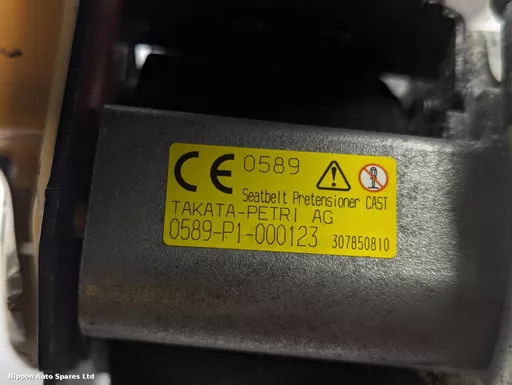 CE 0589
Seatbelt Pretensioner CAST
TAKATA-PETRI AG
0589-P1-000123 307850810
Nippon Auto Spares Ltd